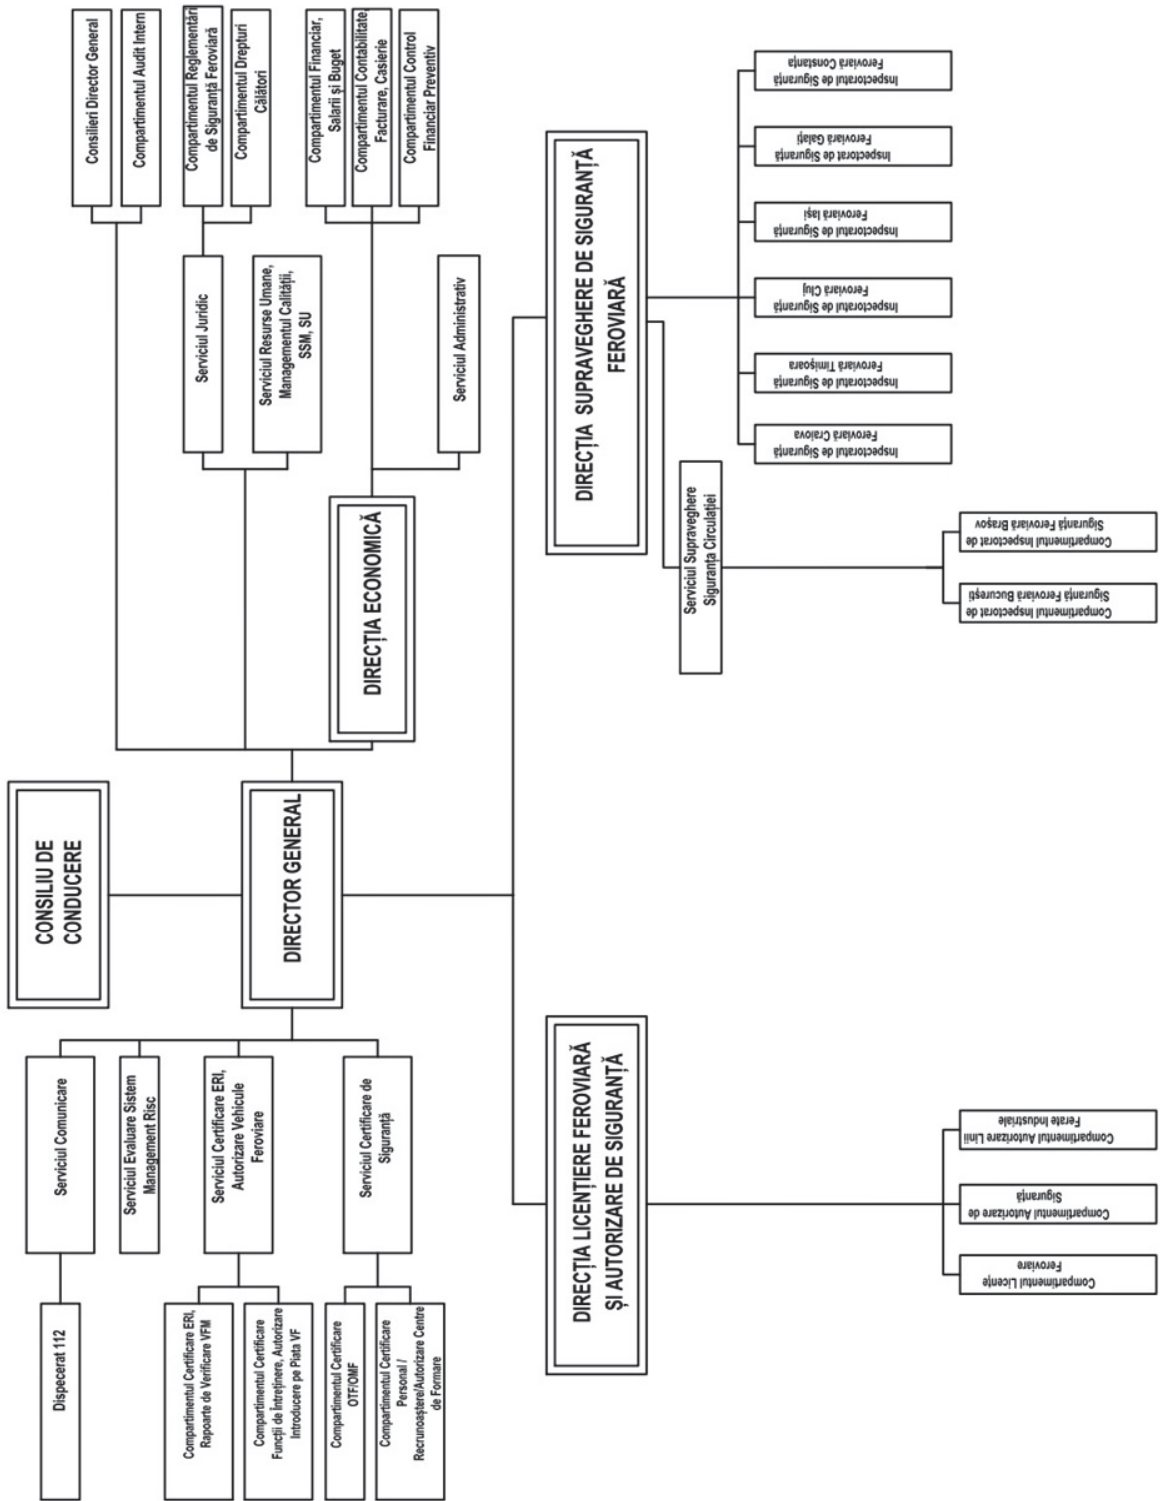 CONSILIU DE
CONDUCERE
DIRECTOR GENERAL
Serviciul Comunicare
Dispecerat 112
Serviciul Evaluare Sistem
Management Risc
Serviciul Certificare ERI,
Autorizare Vehicule
Feroviare
Compartimentul Certificare ERI,
Rapoarte de Verificare VFM
Compartimentul Certificare
Funcții de Întreținere, Autorizare
Introducere pe Piata VF
Serviciul Certificare de
Siguranță
Compartimentul Certificare
OTF/OMF
Compartimentul Certificare
Personal /
Recrunoaștere/Autorizare Centre
de Formare
Consilieri Director General
Compartimentul Audit Intern
Serviciul Juridic
Compartimentul Reglementări
de Siguranță Feroviară
Compartimentul Drepturi
Călători
Serviciul Resurse Umane,
Managementul Calității,
SSM, SU
DIRECȚIA ECONOMICĂ
Compartimentul Financiar,
Salarii și Buget
Compartimentul Contabilitate,
Facturare, Casierie
Compartimentul Control
Financiar Preventiv
Serviciul Administrativ
DIRECȚIA LICENȚIERE FEROVIARĂ
ȘI AUTORIZARE DE SIGURANȚĂ
Compartimentul Licențe
Feroviare
Compartimentul Autorizare de
Siguranță
Compartimentul Autorizare Linii
Ferate Industriale
DIRECȚIA SUPRAVEGHERE DE SIGURANȚĂ
FEROVIARĂ
Serviciul Supraveghere
Siguranța Circulației
Compartimentul Inspectorat de
Siguranță Feroviară București
Compartimentul Inspectorat de
Siguranță Feroviară Brașov
Inspectoratul de Siguranță
Feroviară Craiova
Inspectoratul de Siguranță
Feroviară Timișoara
Inspectoratul de Siguranță
Feroviară Cluj
Inspectoratul de Siguranță
Feroviară Iași
Inspectorat de Siguranță
Feroviară Galați
Inspectoratul de Siguranță
Feroviară Constanța